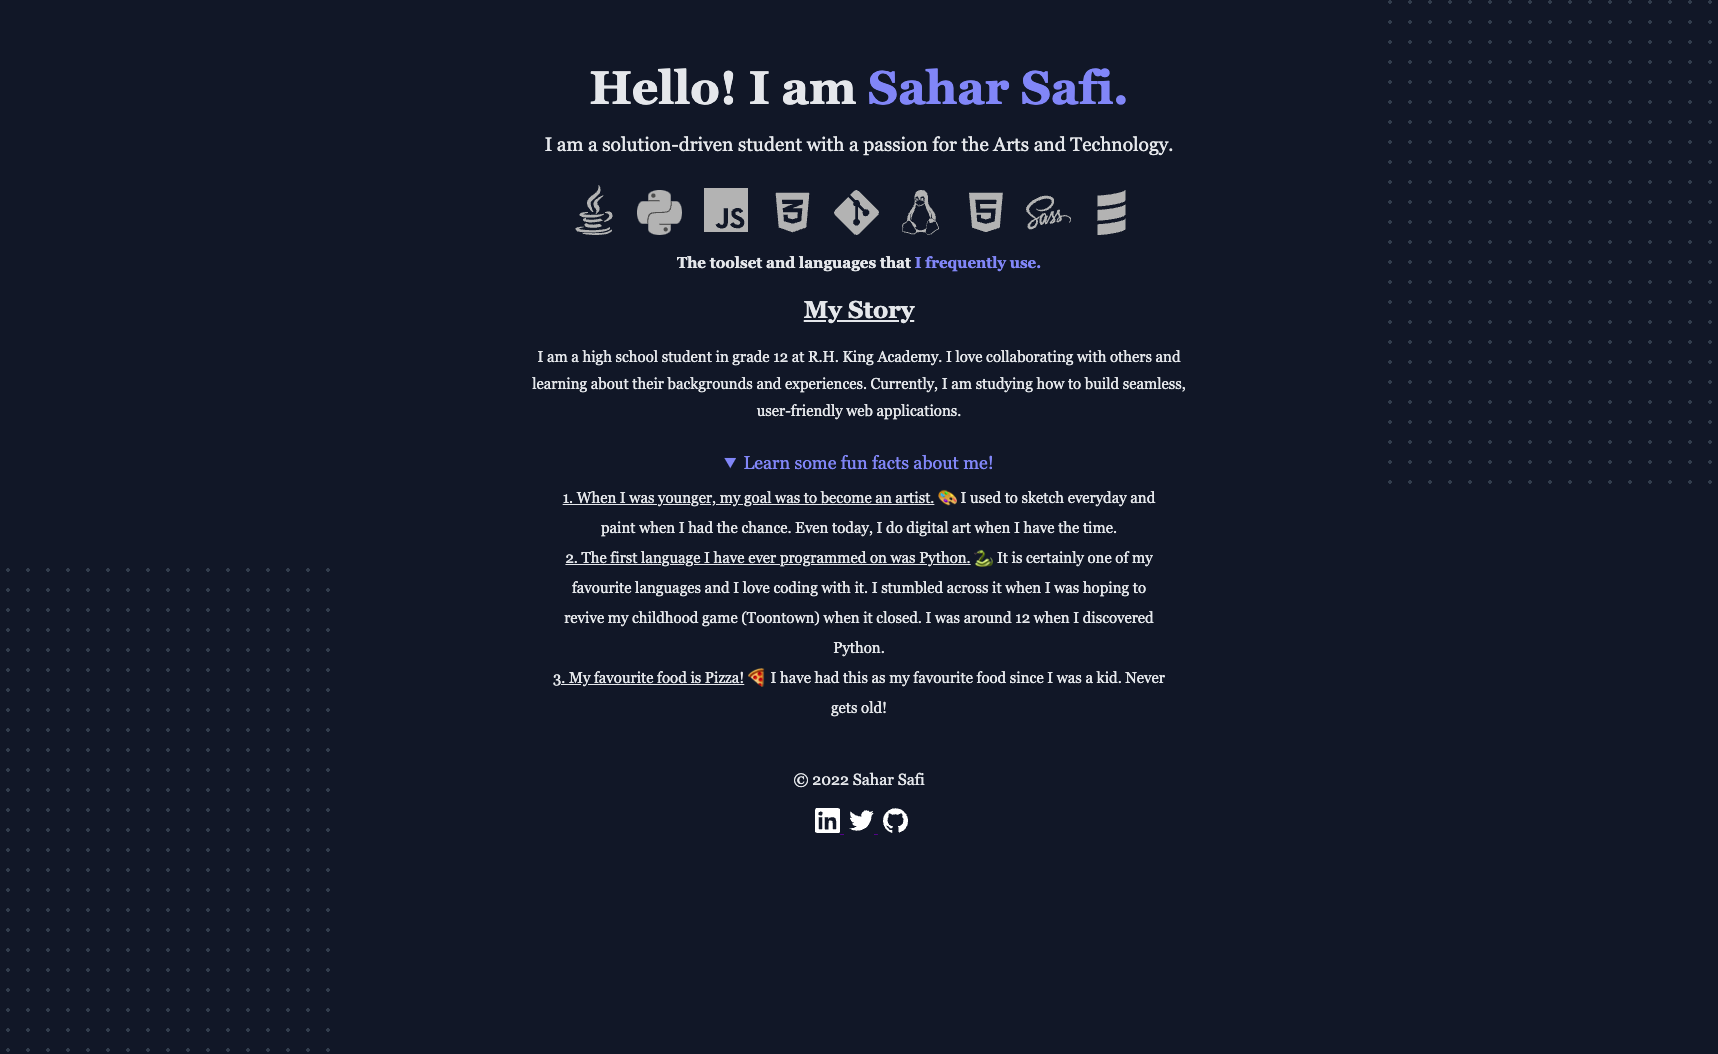 Hello! I am Sahar Safi.
I am a solution-driven student with a passion for the Arts and Technology.
JS
Sass
The toolset and languages that I frequently use.
My Story
I am a high school student in grade 12 at R.H. King Academy. I love collaborating with others and
learning about their backgrounds and experiences. Currently, I am studying how to build seamless,
user-friendly web applications.
▼ Learn some fun facts about me!
1. When I was younger, my goal was to become an artist. 🎨 I used to sketch everyday and
paint when I had the chance. Even today, I do digital art when I have the time.
2. The first language I have ever programmed on was Python. 🐍 It is certainly one of my
favourite languages and I love coding with it. I stumbled across it when I was hoping to
revive my childhood game (Toontown) when it closed. I was around 12 when I discovered
Python.
3. My favourite food is Pizza! 🍕 I have had this as my favourite food since I was a kid. Never
gets old!
© 2022 Sahar Safi
in